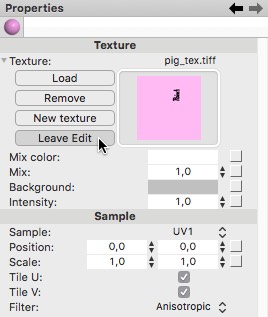 Properties
Texture
Texture: pig_tex.tiff
Load
Remove
New texture
Leave Edit
Mix color:
Mix: 1,0
Background:
Intensity: 1,0
Sample
Sample: UV1
Position: 0,0 0,0
Scale: 1,0 1,0
Tile U:
Tile V:
Filter: Anisotropic